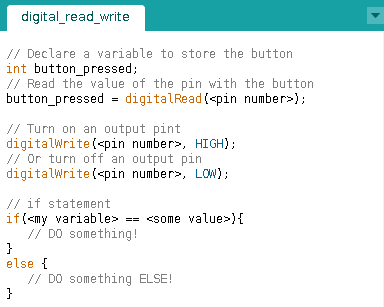 digital_read_write
// Declare a variable to store the button
int button_pressed;
// Read the value of the pin with the button
button_pressed = digitalRead(<pin number>);
// Turn on an output pint
digitalWrite(<pin number>, HIGH);
// Or turn off an output pin
digitalWrite(<pin number>, LOW);
// if statement
if(<my variable> == <some value>){
// DO something!
}
else {
// DO something ELSE!
}